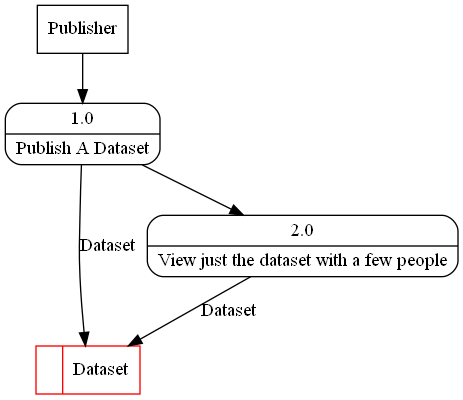 Publisher
1.0
Publish A Dataset
Dataset
2.0
View just the dataset with a few people
Dataset
Dataset